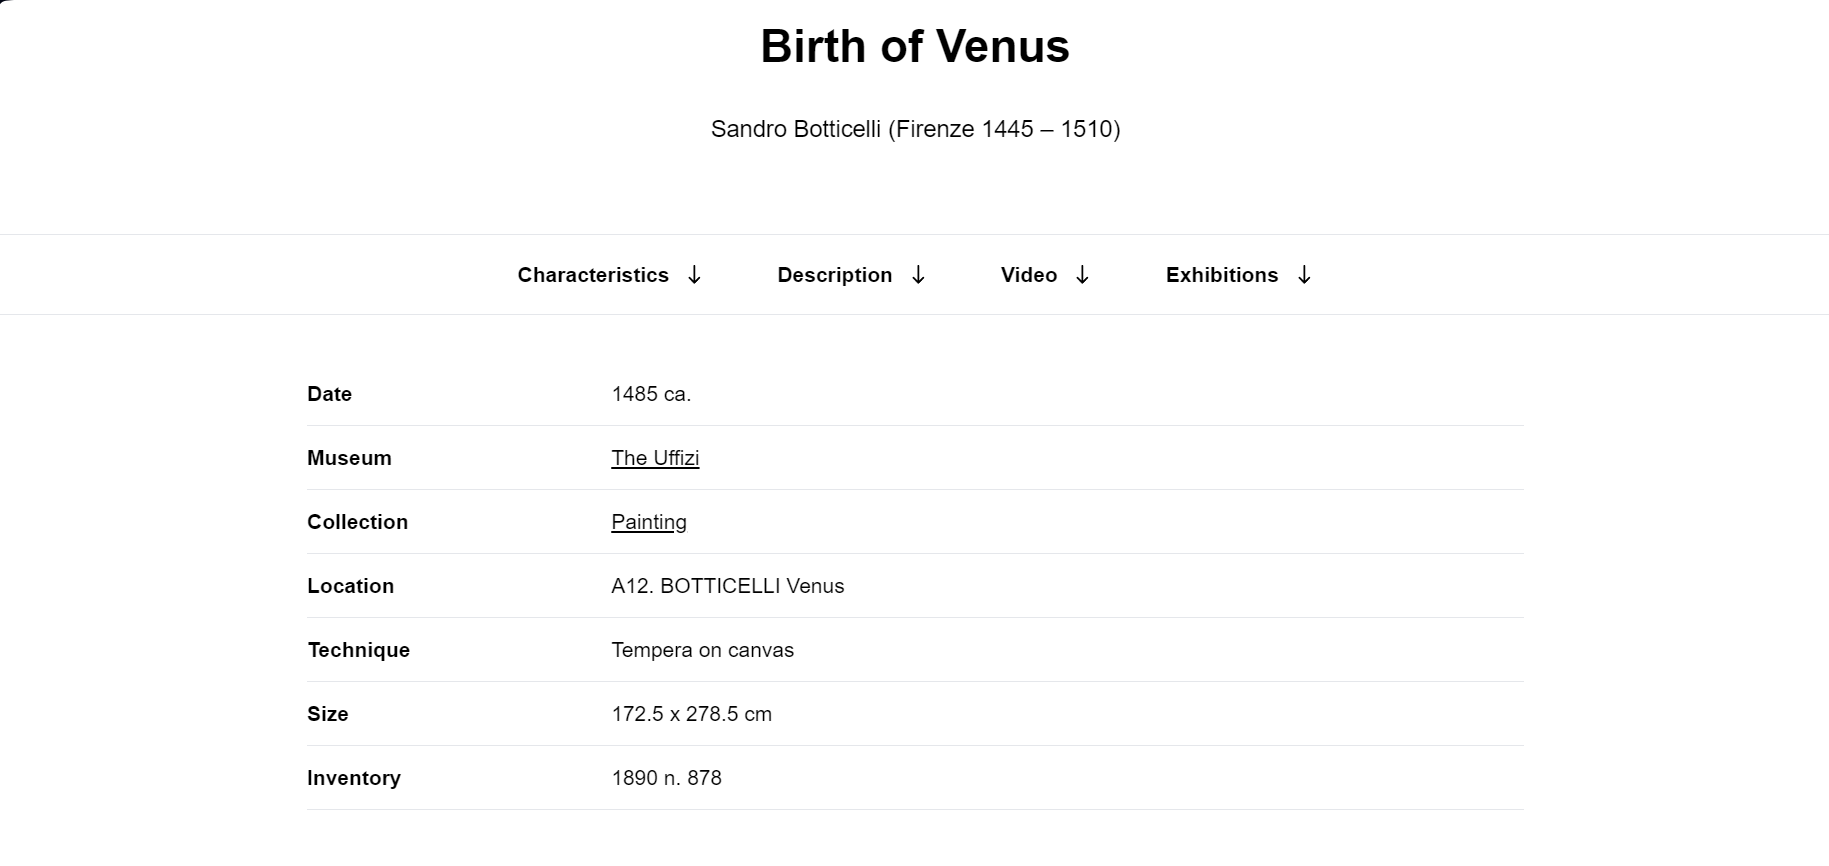 Birth of Venus
Sandro Botticelli (Firenze 1445 – 1510)
Characteristics ↓ Description ↓ Video ↓ Exhibitions ↓
Date 1485 ca.
Museum The Uffizi
Collection Painting
Location A12. BOTTICELLI Venus
Technique Tempera on canvas
Size 172.5 x 278.5 cm
Inventory 1890 n. 878